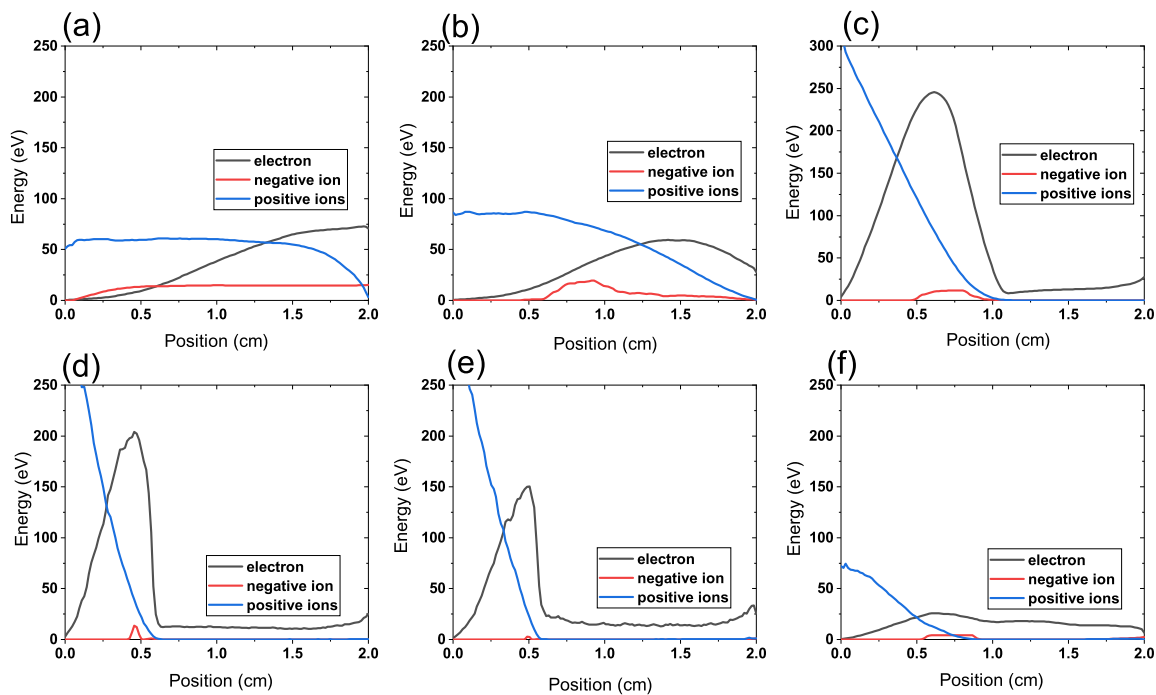 (a)
250
200
150
100
50
0
Energy (eV)
electron
negative ion
positive ions
0.0 0.5 1.0 1.5 2.0
Position (cm)
(b)
250
200
150
100
50
0
Energy (eV)
electron
negative ion
positive ions
0.0 0.5 1.0 1.5 2.0
Position (cm)
(c)
300
250
200
150
100
50
0
Energy (eV)
electron
negative ion
positive ions
0.0 0.5 1.0 1.5 2.0
Position (cm)
(d)
250
200
150
100
50
0
Energy (eV)
electron
negative ion
positive ions
0.0 0.5 1.0 1.5 2.0
Position (cm)
(e)
250
200
150
100
50
0
Energy (eV)
electron
negative ion
positive ions
0.0 0.5 1.0 1.5 2.0
Position (cm)
(f)
250
200
150
100
50
0
Energy (eV)
electron
negative ion
positive ions
0.0 0.5 1.0 1.5 2.0
Position (cm)